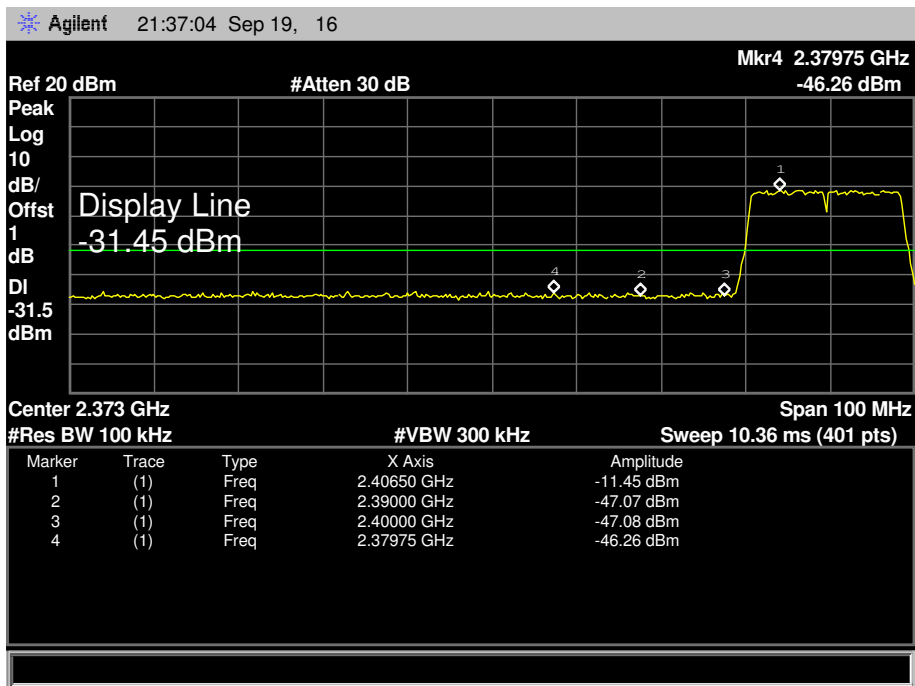 Agilent 21:37:04 Sep 19, 16
Mkr4 2.37975 GHz
Ref 20 dBm #Atten 30 dB -46.26 dBm
Peak
Log
10
dB/
Offst
1
dB
DI
-31.5
dBm
Display Line
-31.45 dBm
1
4 2 3
Center 2.373 GHz Span 100 MHz
#Res BW 100 kHz #VBW 300 kHz Sweep 10.36 ms (401 pts)
Marker Trace Type X Axis Amplitude
1 (1) Freq 2.40650 GHz -11.45 dBm
2 (1) Freq 2.39000 GHz -47.07 dBm
3 (1) Freq 2.40000 GHz -47.08 dBm
4 (1) Freq 2.37975 GHz -46.26 dBm